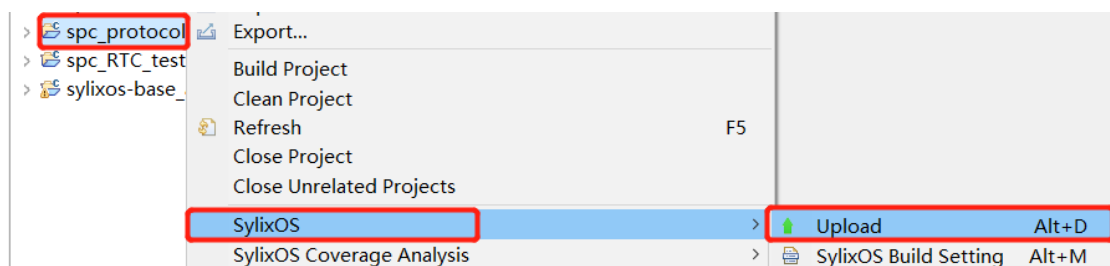 spc_protocol
Export...
spc_RTC_test
Build Project
sylixos-base_
Clean Project
Refresh F5
Close Project
Close Unrelated Projects
SylixOS
Upload Alt+D
SylixOS Coverage Analysis
SylixOS Build Setting Alt+M